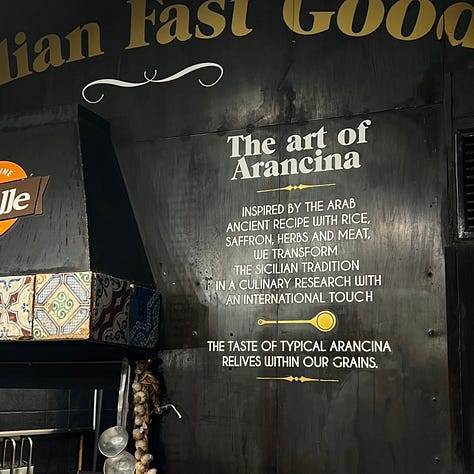 lian Fast Good
The art of
Arancina
INSPIRED BY THE ARAB
ANCIENT RECIPE WITH RICE,
SAFFRON, HERBS AND MEAT,
WE TRANSFORM
THE SICILIAN TRADITION
IN A CULINARY RESEARCH WITH
AN INTERNATIONAL TOUCH
THE TASTE OF TYPICAL ARANCINA
RELIVES WITHIN OUR GRAINS.